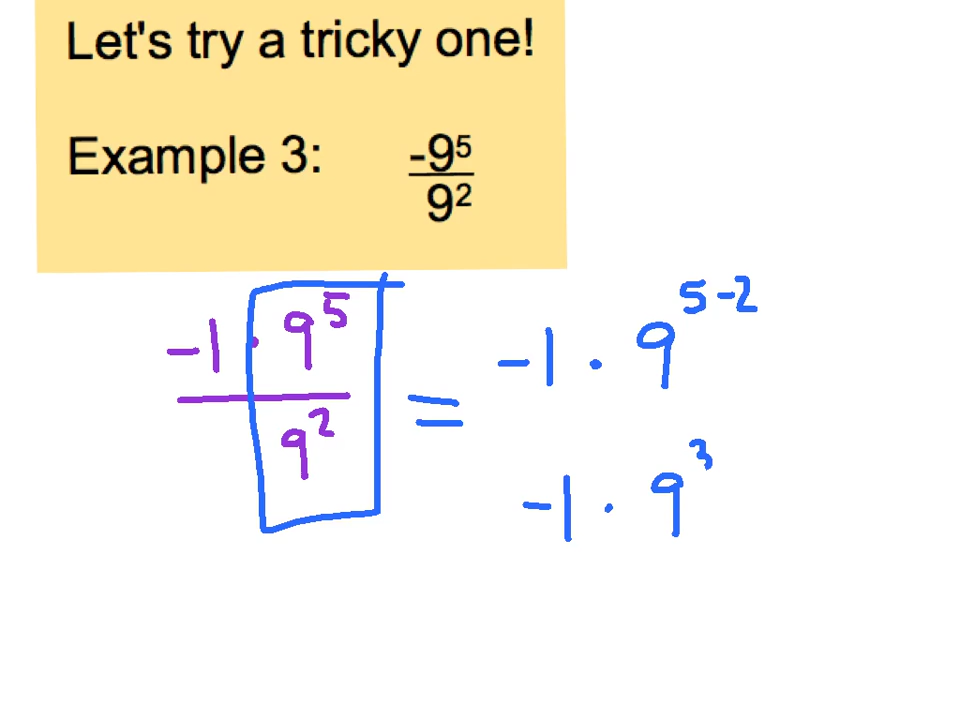 Let's try a tricky one!
Example 3: -9⁵
9²
-1 · 9⁵
9²
= -1 · 9⁵⁻²
-1 · 9³